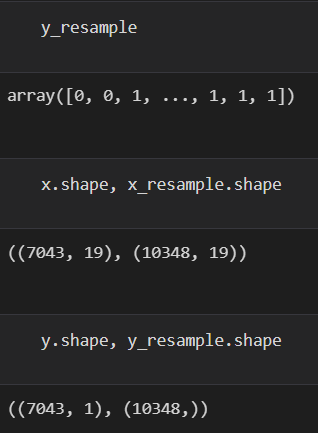 y_resample
array([0, 0, 1, ..., 1, 1, 1])
x.shape, x_resample.shape
((7043, 19), (10348, 19))
y.shape, y_resample.shape
((7043, 1), (10348,))